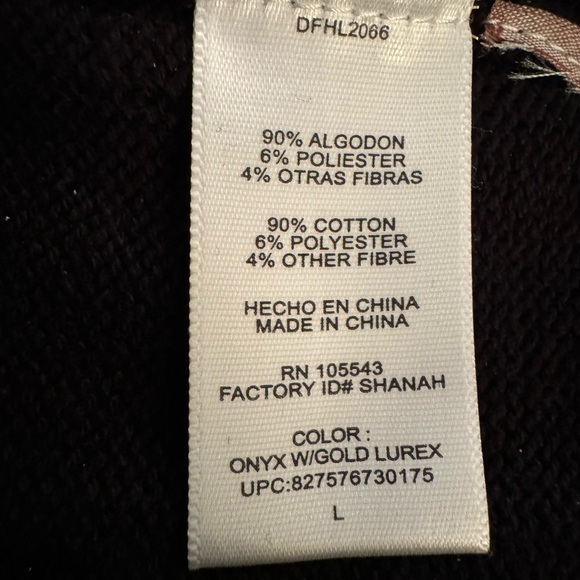 DFHL2066
90% ALGODON
6% POLIESTER
4% OTRAS FIBRAS
90% COTTON
6% POLYESTER
4% OTHER FIBRE
HECHO EN CHINA
MADE IN CHINA
RN 105543
FACTORY ID# SHANAH
COLOR :
ONYX W/GOLD LUREX
UPC:827576730175
L